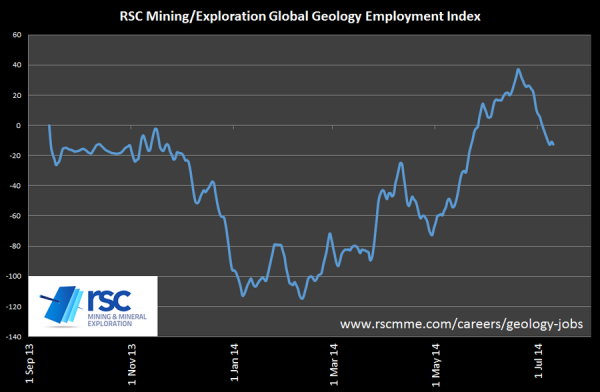 RSC Mining/Exploration Global Geology Employment Index
60
40
20
0
-20
-40
-60
-80
-100
-120
-140
1 Sep 13
1 Nov 13
1 Jan 14
1 Mar 14
1 May 14
1 Jul 14
rsc
MINING & MINERAL
EXPLORATION
www.rscmme.com/careers/geology-jobs